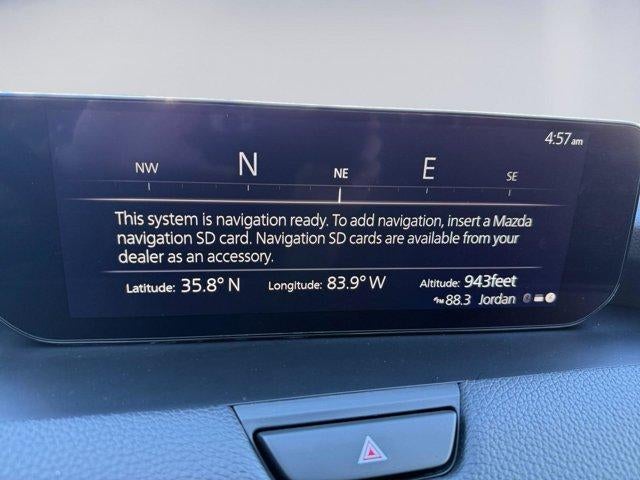 4:57am
NW N NE E SE
This system is navigation ready. To add navigation, insert a Mazda
navigation SD card. Navigation SD cards are available from your
dealer as an accessory.
Latitude: 35.8° N Longitude: 83.9° W Altitude: 943feet
FM 88.3 Jordan